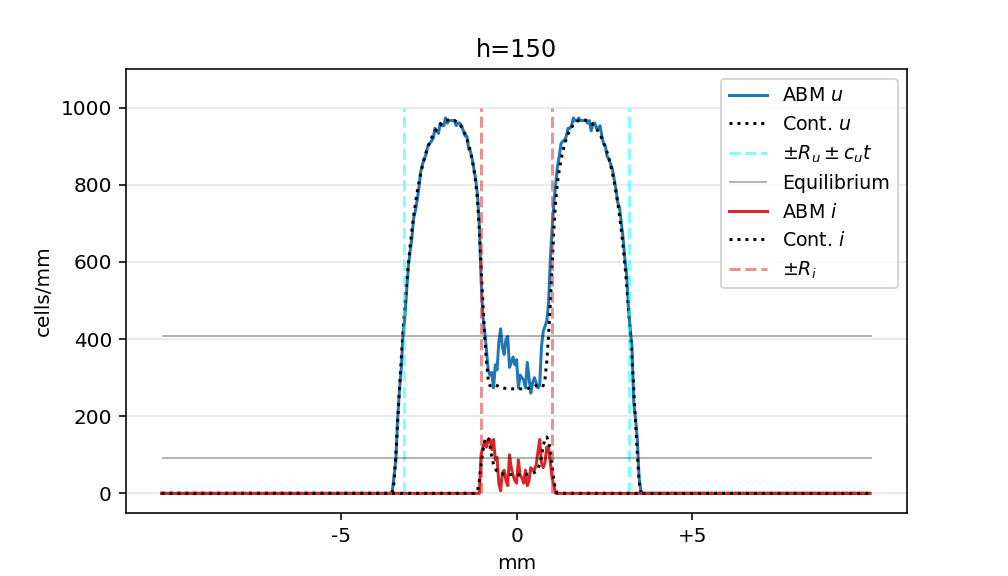 h=150
1000
800
600
400
200
0
cells/mm
-5
0
+5
mm
ABM u
Cont. u
±R_u ± c_u t
Equilibrium
ABM i
Cont. i
±R_i